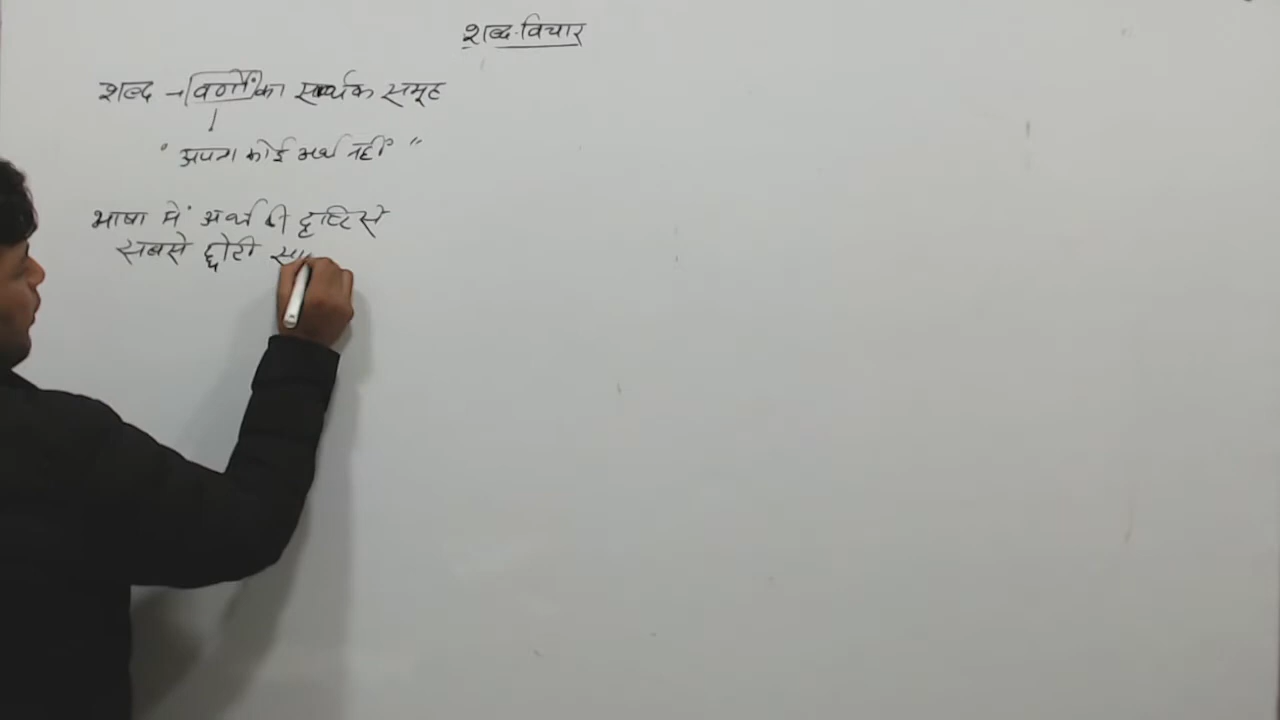 शब्द-विचार
शब्द → वर्णों का सार्थक समूह
" अपना कोई अर्थ नहीं "
भाषा में अर्थ की दृष्टि से
सबसे छोटी